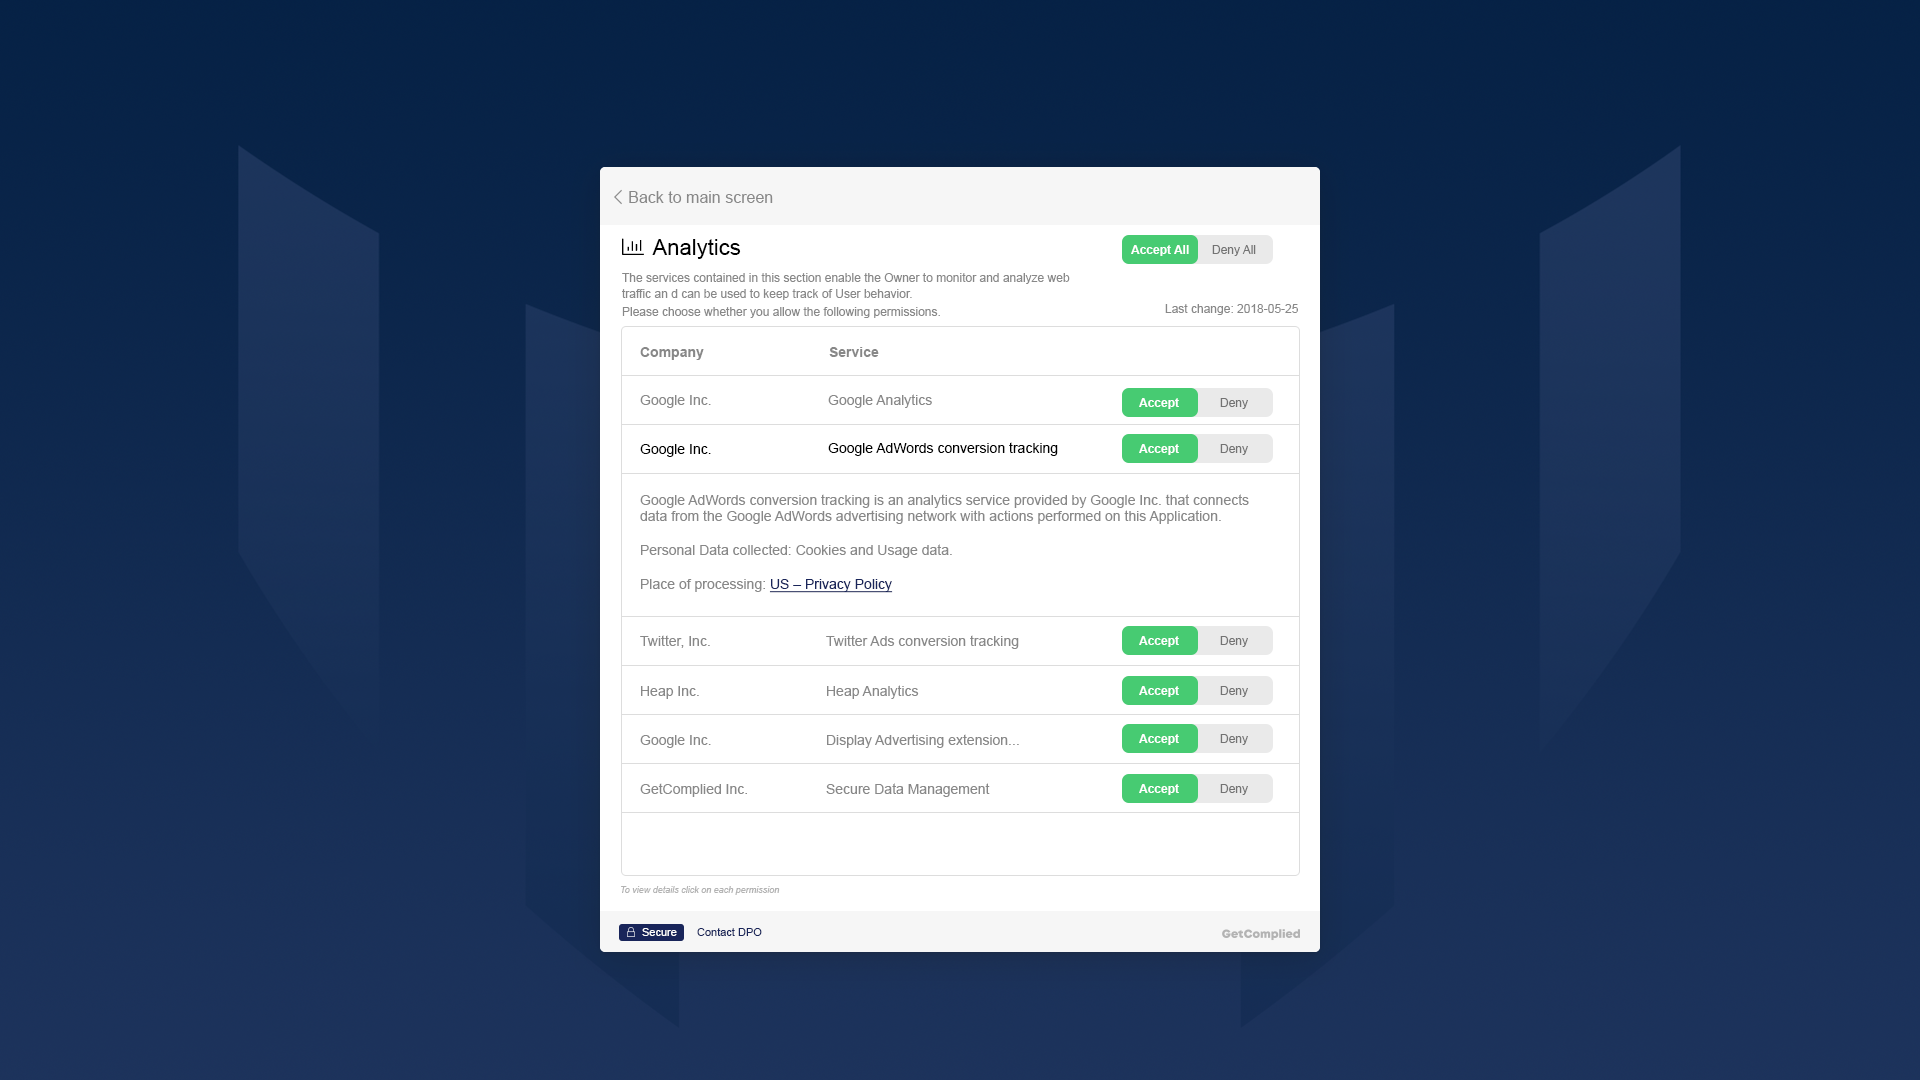 Back to main screen
Analytics
Accept All Deny All
The services contained in this section enable the Owner to monitor and analyze web
traffic an d can be used to keep track of User behavior.
Please choose whether you allow the following permissions.
Last change: 2018-05-25
Company Service
Google Inc. Google Analytics Accept Deny
Google Inc. Google AdWords conversion tracking Accept Deny
Google AdWords conversion tracking is an analytics service provided by Google Inc. that connects
data from the Google AdWords advertising network with actions performed on this Application.
Personal Data collected: Cookies and Usage data.
Place of processing: US – Privacy Policy
Twitter, Inc. Twitter Ads conversion tracking Accept Deny
Heap Inc. Heap Analytics Accept Deny
Google Inc. Display Advertising extension... Accept Deny
GetComplied Inc. Secure Data Management Accept Deny
To view details click on each permission
Secure Contact DPO GetComplied